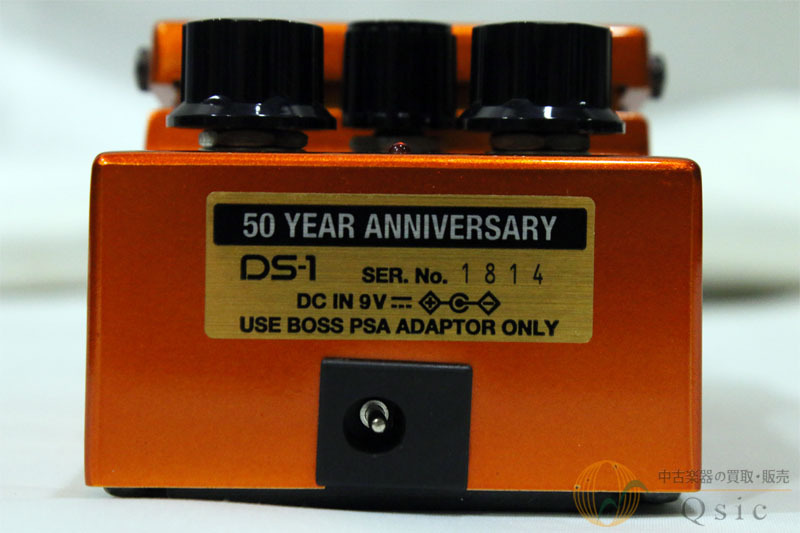 50 YEAR ANNIVERSARY
DS-1 SER. No. 1814
DC IN 9V
USE BOSS PSA ADAPTOR ONLY
中古楽器の買取・販売
Qsic